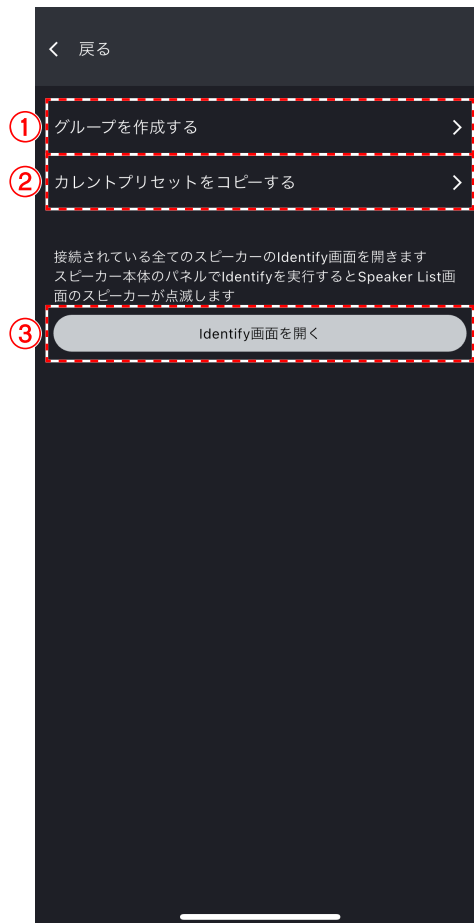 戻る
① グループを作成する
② カレントプリセットをコピーする
接続されている全てのスピーカーのIdentify画面を開きます
スピーカー本体のパネルでIdentifyを実行するとSpeaker List画
面のスピーカーが点滅します
③ Identify画面を開く